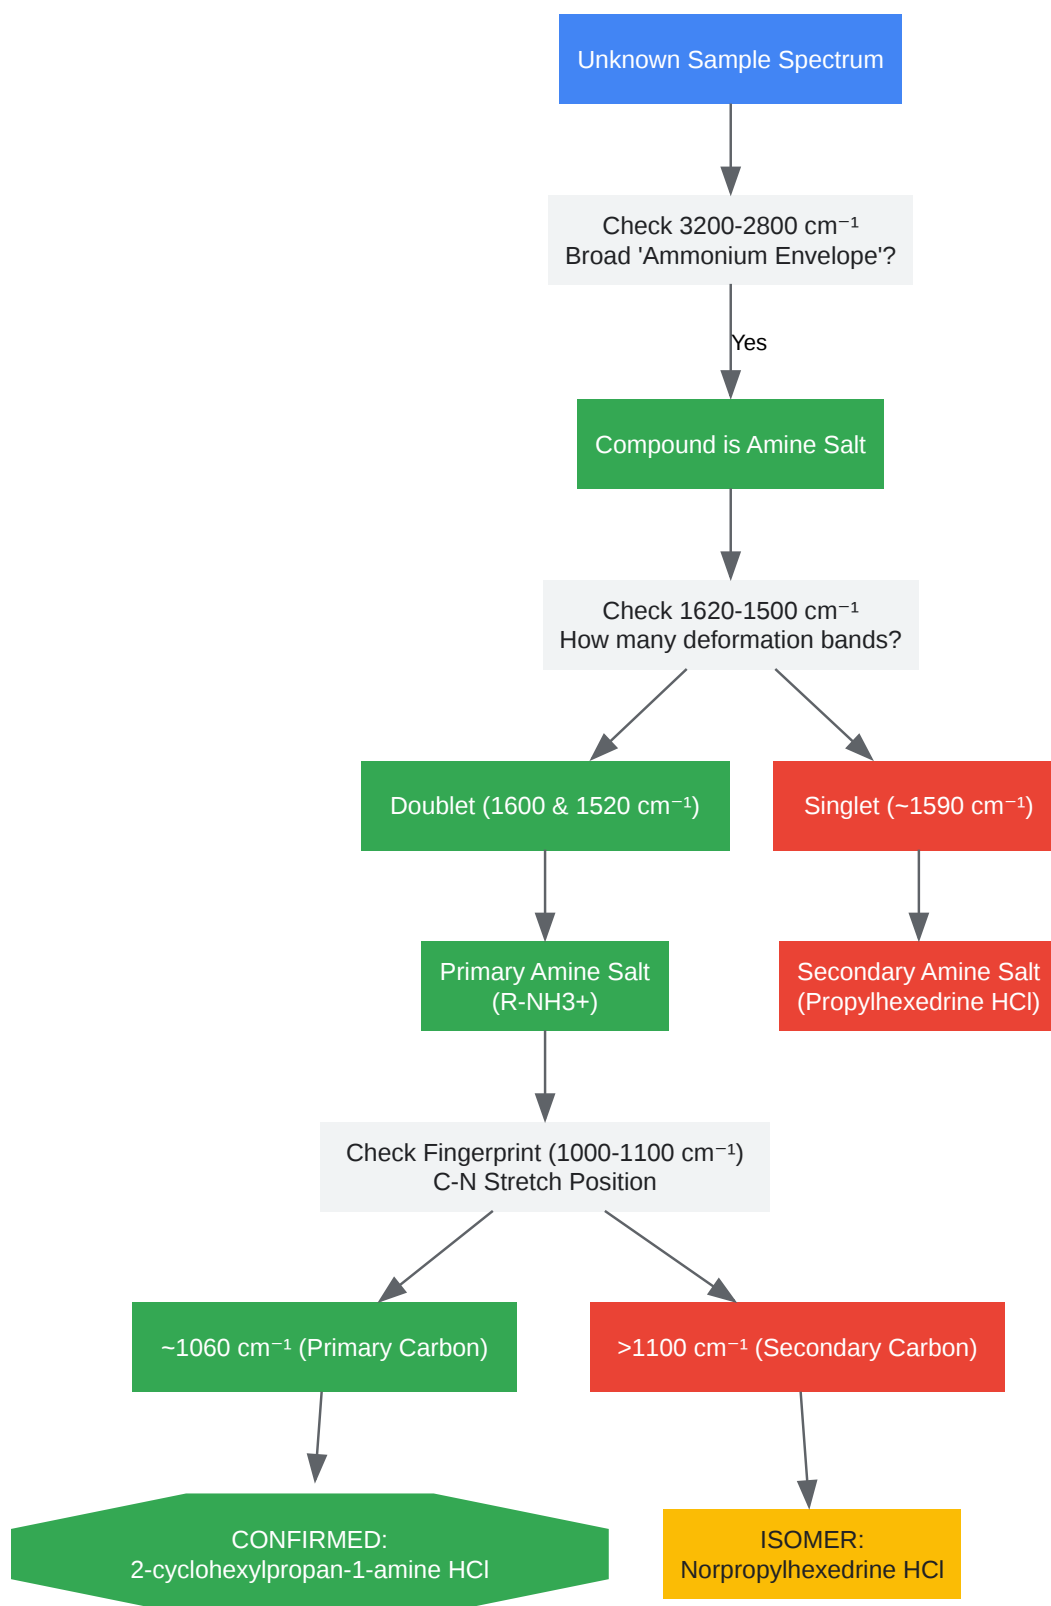 Unknown Sample Spectrum
Check 3200-2800 cm⁻¹
Broad 'Ammonium Envelope'?
Yes
Compound is Amine Salt
Check 1620-1500 cm⁻¹
How many deformation bands?
Doublet (1600 & 1520 cm⁻¹)
Singlet (~1590 cm⁻¹)
Primary Amine Salt
(R-NH3+)
Secondary Amine Salt
(Propylhexedrine HCl)
Check Fingerprint (1000-1100 cm⁻¹)
C-N Stretch Position
~1060 cm⁻¹ (Primary Carbon)
>1100 cm⁻¹ (Secondary Carbon)
CONFIRMED:
2-cyclohexylpropan-1-amine HCl
ISOMER:
Norpropylhexedrine HCl